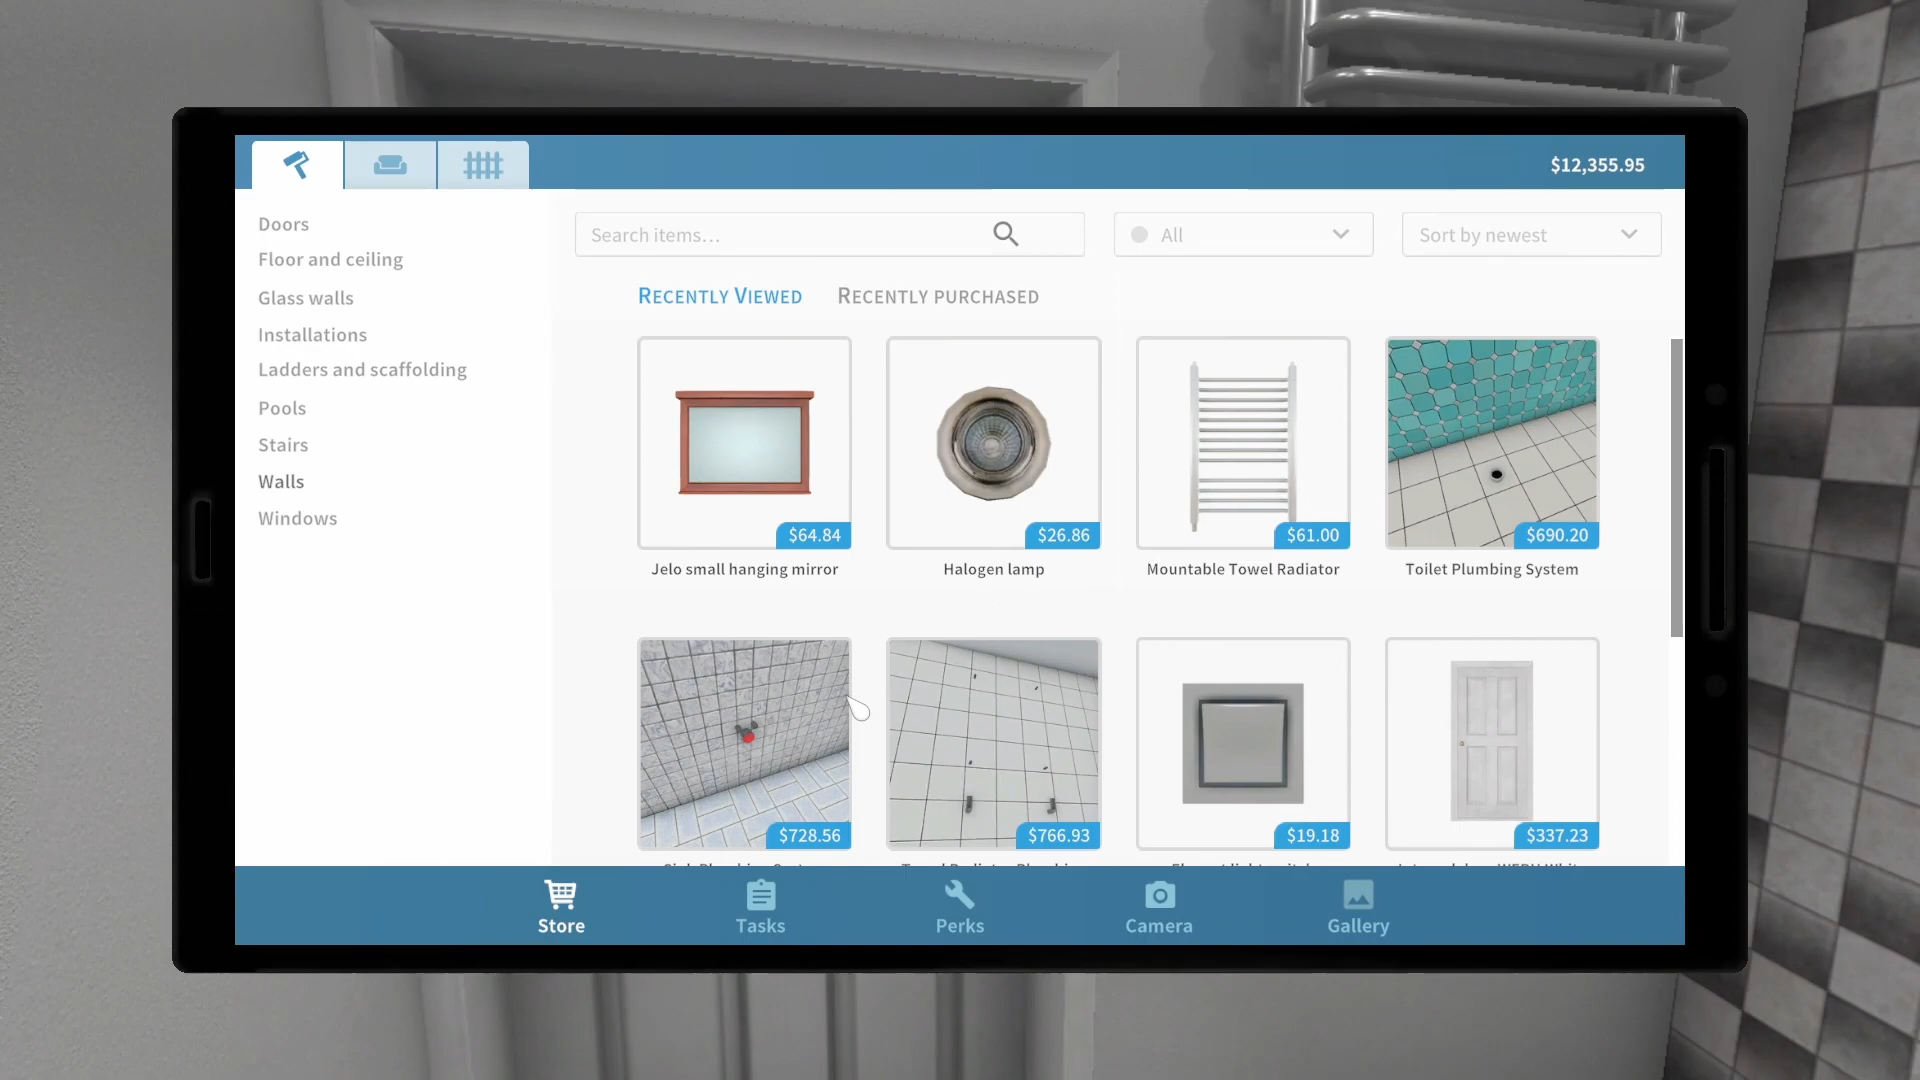 $12,355.95
Doors
Floor and ceiling
Glass walls
Installations
Ladders and scaffolding
Pools
Stairs
Walls
Windows
Search items...
All
Sort by newest
RECENTLY VIEWED
RECENTLY PURCHASED
$64.84
$26.86
$61.00
$690.20
Jelo small hanging mirror
Halogen lamp
Mountable Towel Radiator
Toilet Plumbing System
$728.56
$766.93
$19.18
$337.23
Store
Tasks
Perks
Camera
Gallery